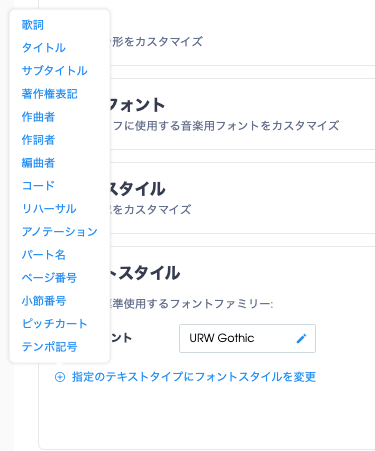 歌詞
タイトル
サブタイトル
著作権表記
作曲者
作詞者
編曲者
コード
リハーサル
アノテーション
パート名
ページ番号
小節番号
ピッチカート
テンポ記号
形をカスタマイズ
フォント
フに使用する音楽用フォントをカスタマイズ
スタイル
をカスタマイズ
トスタイル
準使用するフォントファミリー:
ント
URW Gothic
指定のテキストタイプにフォントスタイルを変更